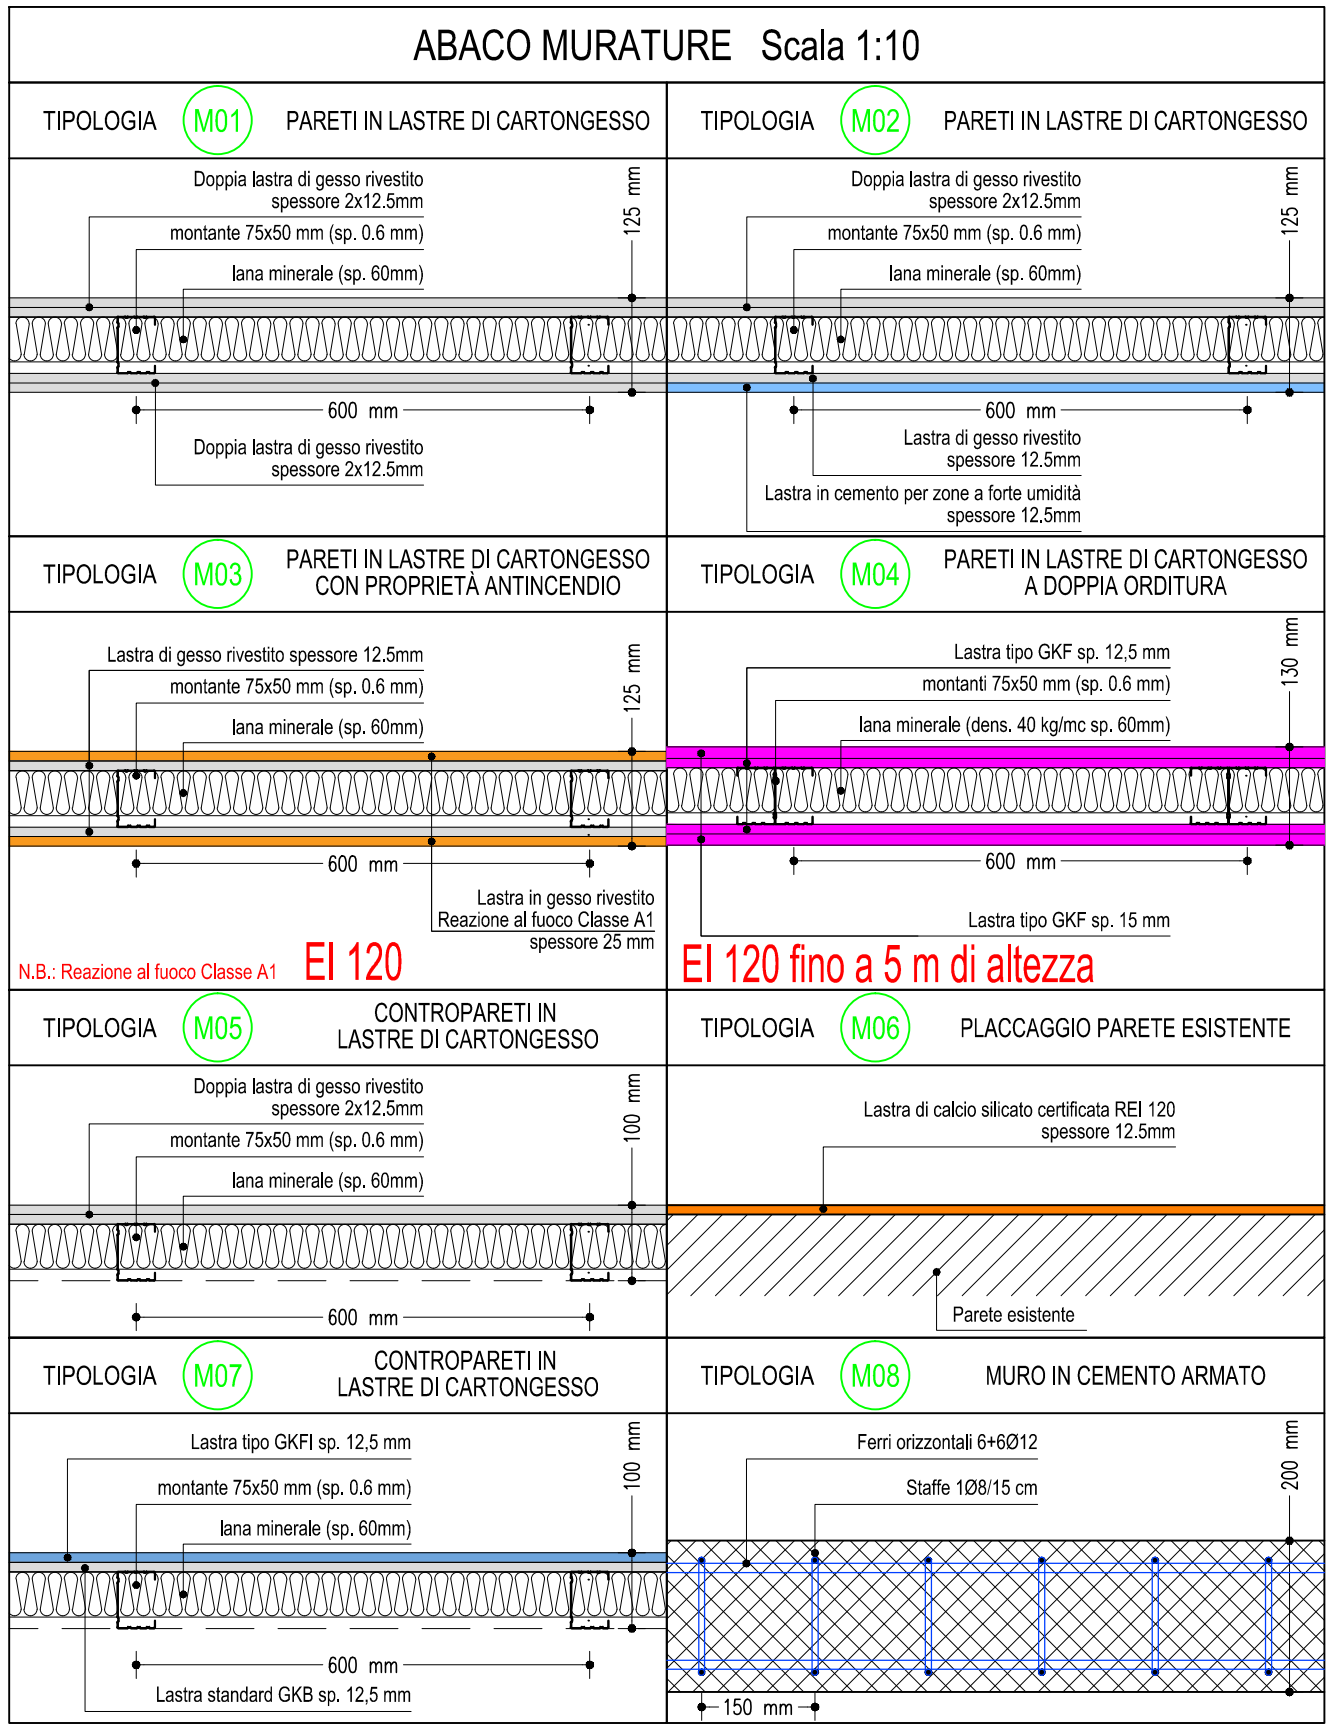 ABACO MURATURE Scala 1:10
TIPOLOGIA M01 PARETI IN LASTRE DI CARTONGESSO
Doppia lastra di gesso rivestito
spessore 2x12.5mm
montante 75x50 mm (sp. 0.6 mm)
lana minerale (sp. 60mm)
125 mm
600 mm
Doppia lastra di gesso rivestito
spessore 2x12.5mm
TIPOLOGIA M02 PARETI IN LASTRE DI CARTONGESSO
Doppia lastra di gesso rivestito
spessore 2x12.5mm
montante 75x50 mm (sp. 0.6 mm)
lana minerale (sp. 60mm)
125 mm
600 mm
Lastra di gesso rivestito
spessore 12.5mm
Lastra in cemento per zone a forte umidità
spessore 12.5mm
TIPOLOGIA M03 PARETI IN LASTRE DI CARTONGESSO
CON PROPRIETÀ ANTINCENDIO
Lastra di gesso rivestito spessore 12.5mm
montante 75x50 mm (sp. 0.6 mm)
lana minerale (sp. 60mm)
125 mm
600 mm
Lastra in gesso rivestito
Reazione al fuoco Classe A1
spessore 25 mm
N.B.: Reazione al fuoco Classe A1 EI 120
TIPOLOGIA M04 PARETI IN LASTRE DI CARTONGESSO
A DOPPIA ORDITURA
Lastra tipo GKF sp. 12,5 mm
montanti 75x50 mm (sp. 0.6 mm)
lana minerale (dens. 40 kg/mc sp. 60mm)
130 mm
600 mm
Lastra tipo GKF sp. 15 mm
EI 120 fino a 5 m di altezza
TIPOLOGIA M05 CONTROPARETI IN
LASTRE DI CARTONGESSO
Doppia lastra di gesso rivestito
spessore 2x12.5mm
montante 75x50 mm (sp. 0.6 mm)
lana minerale (sp. 60mm)
100 mm
600 mm
TIPOLOGIA M06 PLACCAGGIO PARETE ESISTENTE
Lastra di calcio silicato certificata REI 120
spessore 12.5mm
Parete esistente
TIPOLOGIA M07 CONTROPARETI IN
LASTRE DI CARTONGESSO
Lastra tipo GKFI sp. 12,5 mm
montante 75x50 mm (sp. 0.6 mm)
lana minerale (sp. 60mm)
100 mm
600 mm
Lastra standard GKB sp. 12,5 mm
TIPOLOGIA M08 MURO IN CEMENTO ARMATO
Ferri orizzontali 6+6Ø12
Staffe 1Ø8/15 cm
200 mm
150 mm